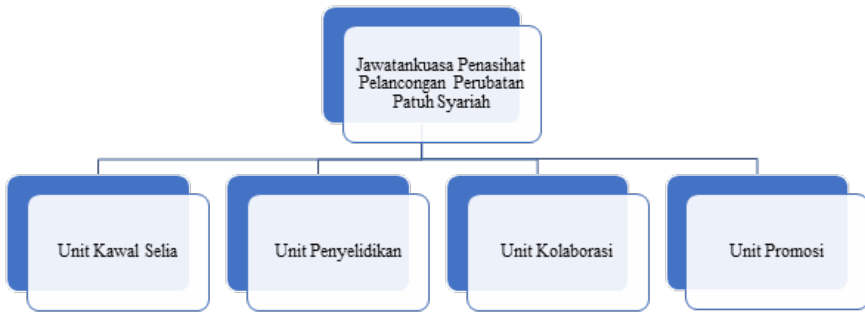 Jawatankuasa Penasihat
Pelancongan Perubatan
Patuh Syariah
Unit Kawal Selia
Unit Penyelidikan
Unit Kolaborasi
Unit Promosi